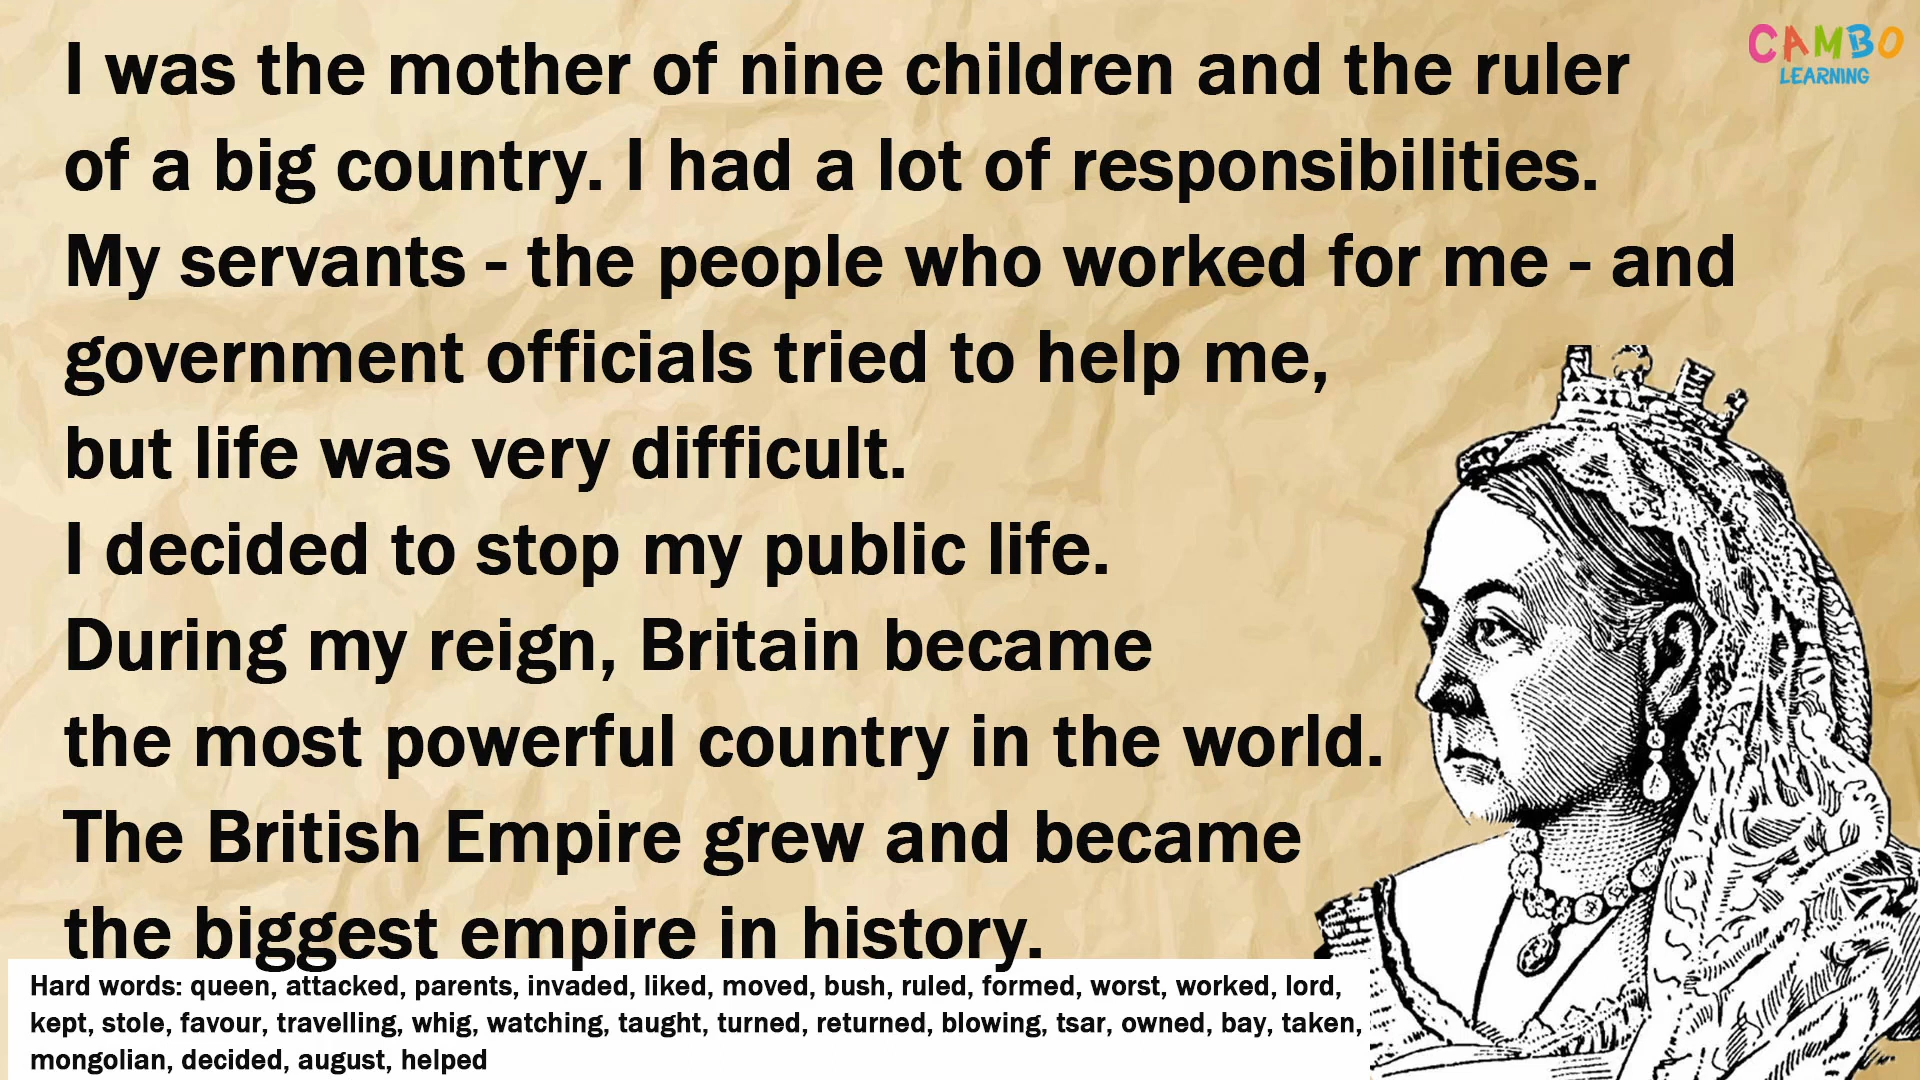 CAMBO
LEARNING
I was the mother of nine children and the ruler
of a big country. I had a lot of responsibilities.
My servants - the people who worked for me - and
government officials tried to help me,
but life was very difficult.
I decided to stop my public life.
During my reign, Britain became
the most powerful country in the world.
The British Empire grew and became
the biggest empire in history.
Hard words: queen, attacked, parents, invaded, liked, moved, bush, ruled, formed, worst, worked, lord,
kept, stole, favour, travelling, whig, watching, taught, turned, returned, blowing, tsar, owned, bay, taken,
mongolian, decided, august, helped